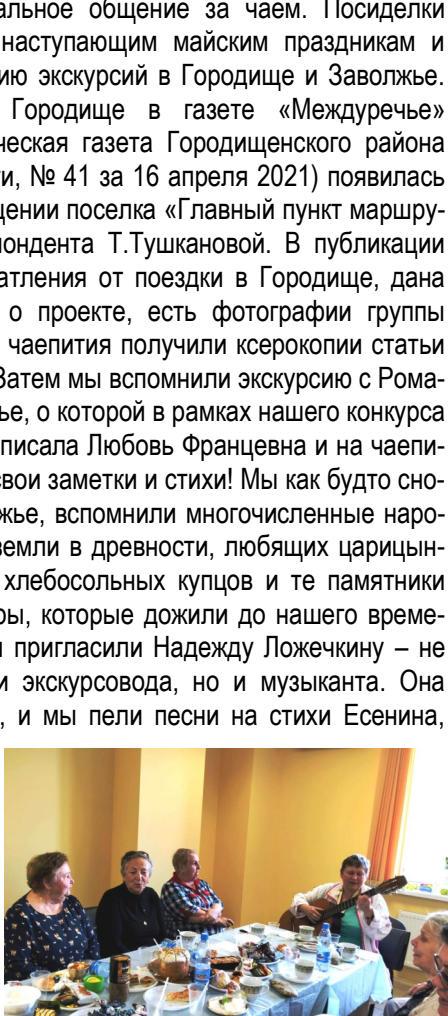 альное общение за чаем. Посиделки
наступающим майским праздникам и
ию экскурсий в Городище и Заволжье.
Городище в газете «Междуречье»
ческая газета Городищенского района
ти, № 41 за 16 апреля 2021) появилась
щении поселка «Главный пункт маршру-
пондента Т.Тушкановой. В публикации
атления от поездки в Городище, дана
о проекте, есть фотографии группы
чаепития получили ксерокопии статьи
Затем мы вспомнили экскурсию с Рома-
ье, о которой в рамках нашего конкурса
писала Любовь Францевна и на чаепи-
свои заметки и стихи! Мы как будто сно-
жье, вспомнили многочисленные наро-
земли в древности, любящих царицын-
хлебосольных купцов и те памятники
ры, которые дожили до нашего време-
и пригласили Надежду Ложечкину – не
и экскурсовода, но и музыканта. Она
, и мы пели песни на стихи Есенина,